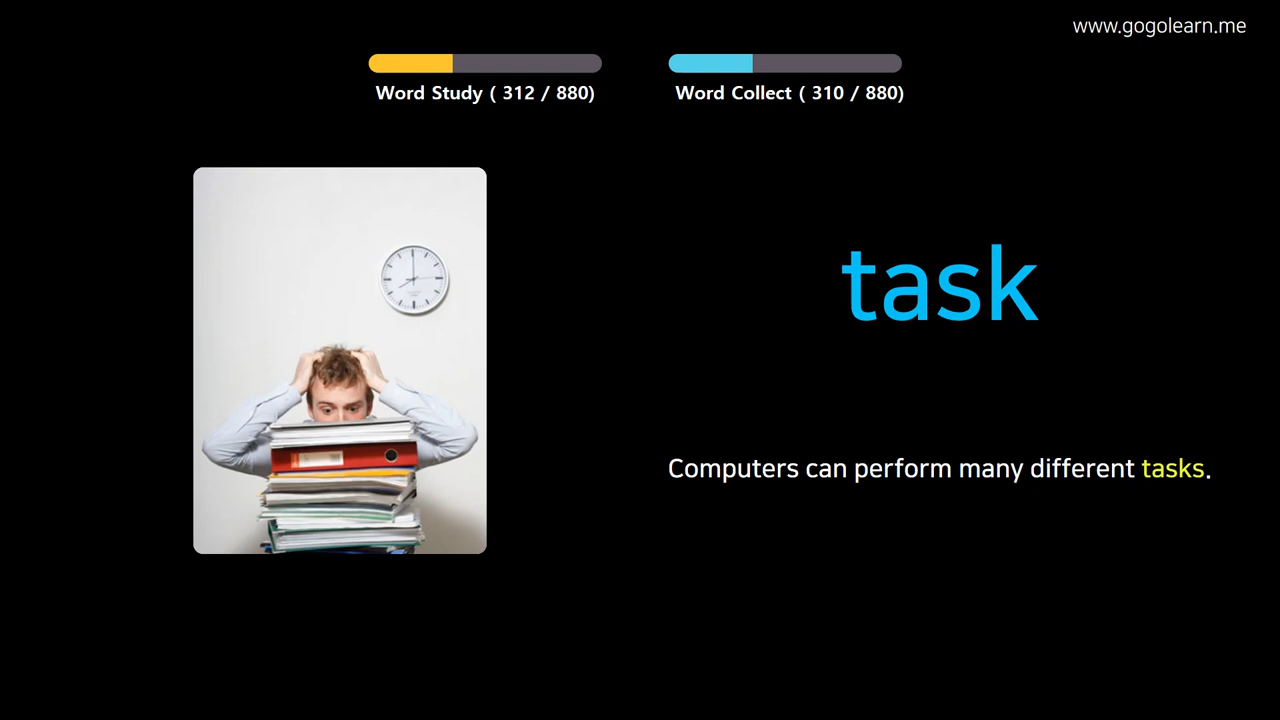 www.gogolearn.me
Word Study ( 312 / 880)
Word Collect ( 310 / 880)
task
Computers can perform many different tasks.